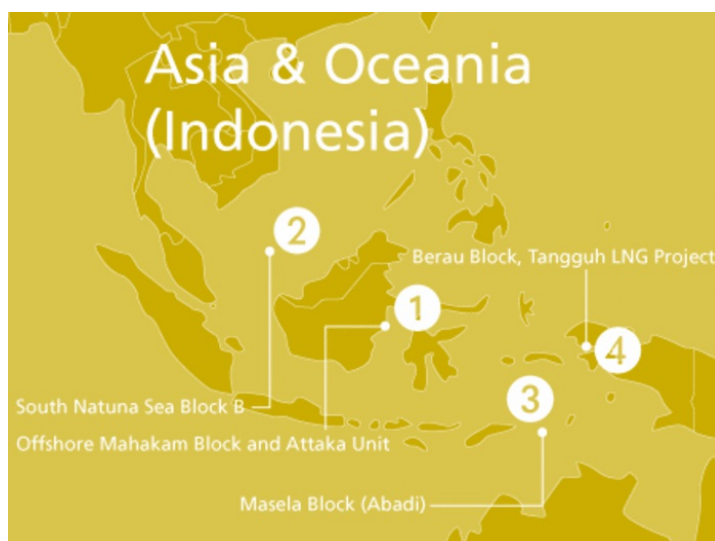 Asia & Oceania
(Indonesia)
2
Berau Block, Tangguh LNG Project
1
4
3
South Natuna Sea Block B
Offshore Mahakam Block and Attaka Unit
Masela Block (Abadi)